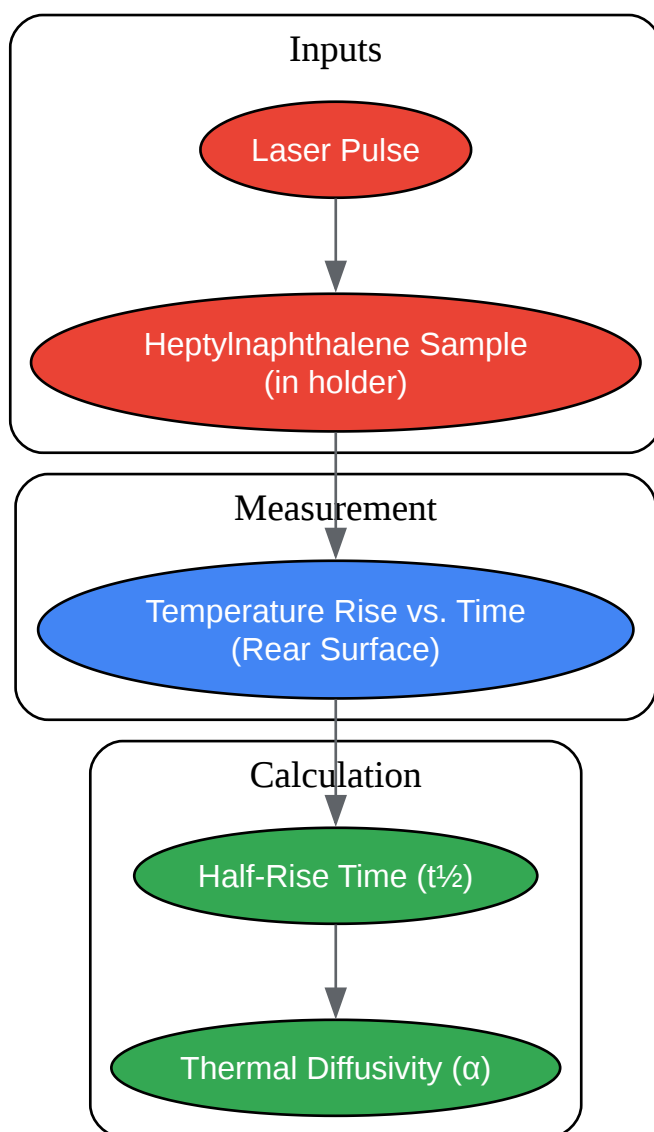 Inputs
Laser Pulse
Heptylnaphthalene Sample
(in holder)
Measurement
Temperature Rise vs. Time
(Rear Surface)
Calculation
Half-Rise Time (t½)
Thermal Diffusivity (α)